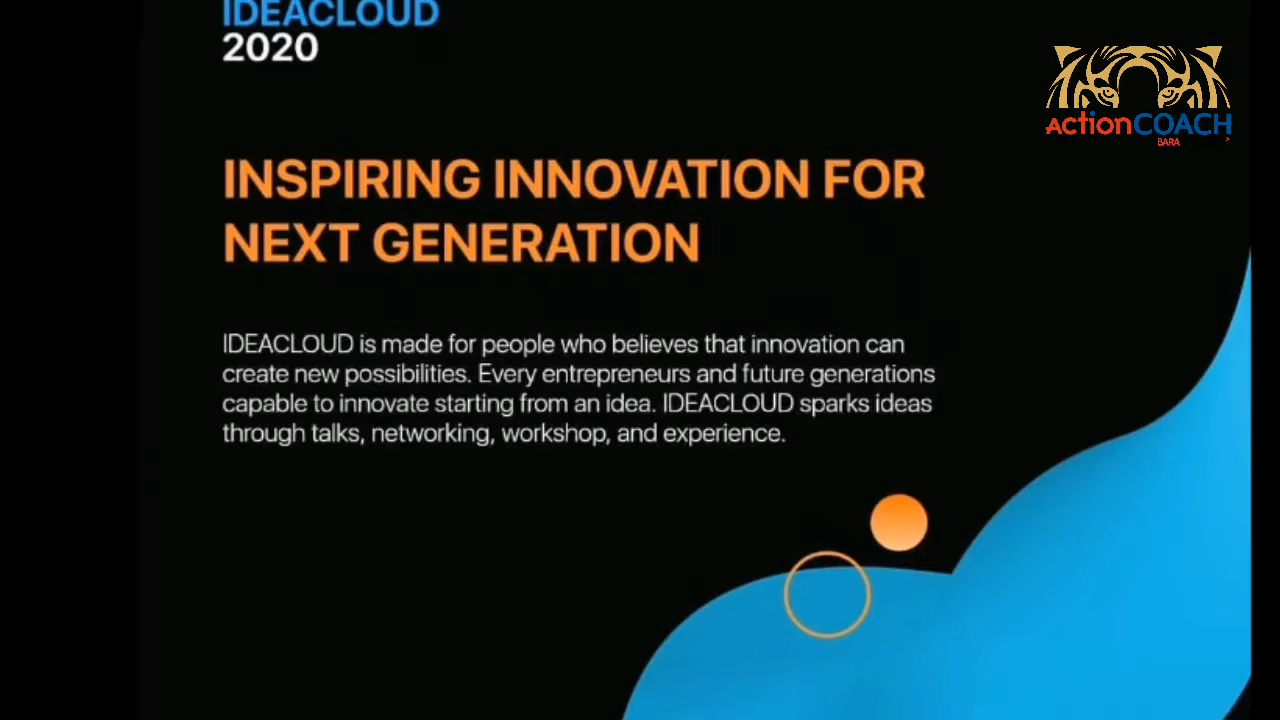 IDEACLOUD
2020
ActionCOACH
BARA
INSPIRING INNOVATION FOR
NEXT GENERATION
IDEACLOUD is made for people who believes that innovation can
create new possibilities. Every entrepreneurs and future generations
capable to innovate starting from an idea. IDEACLOUD sparks ideas
through talks, networking, workshop, and experience.